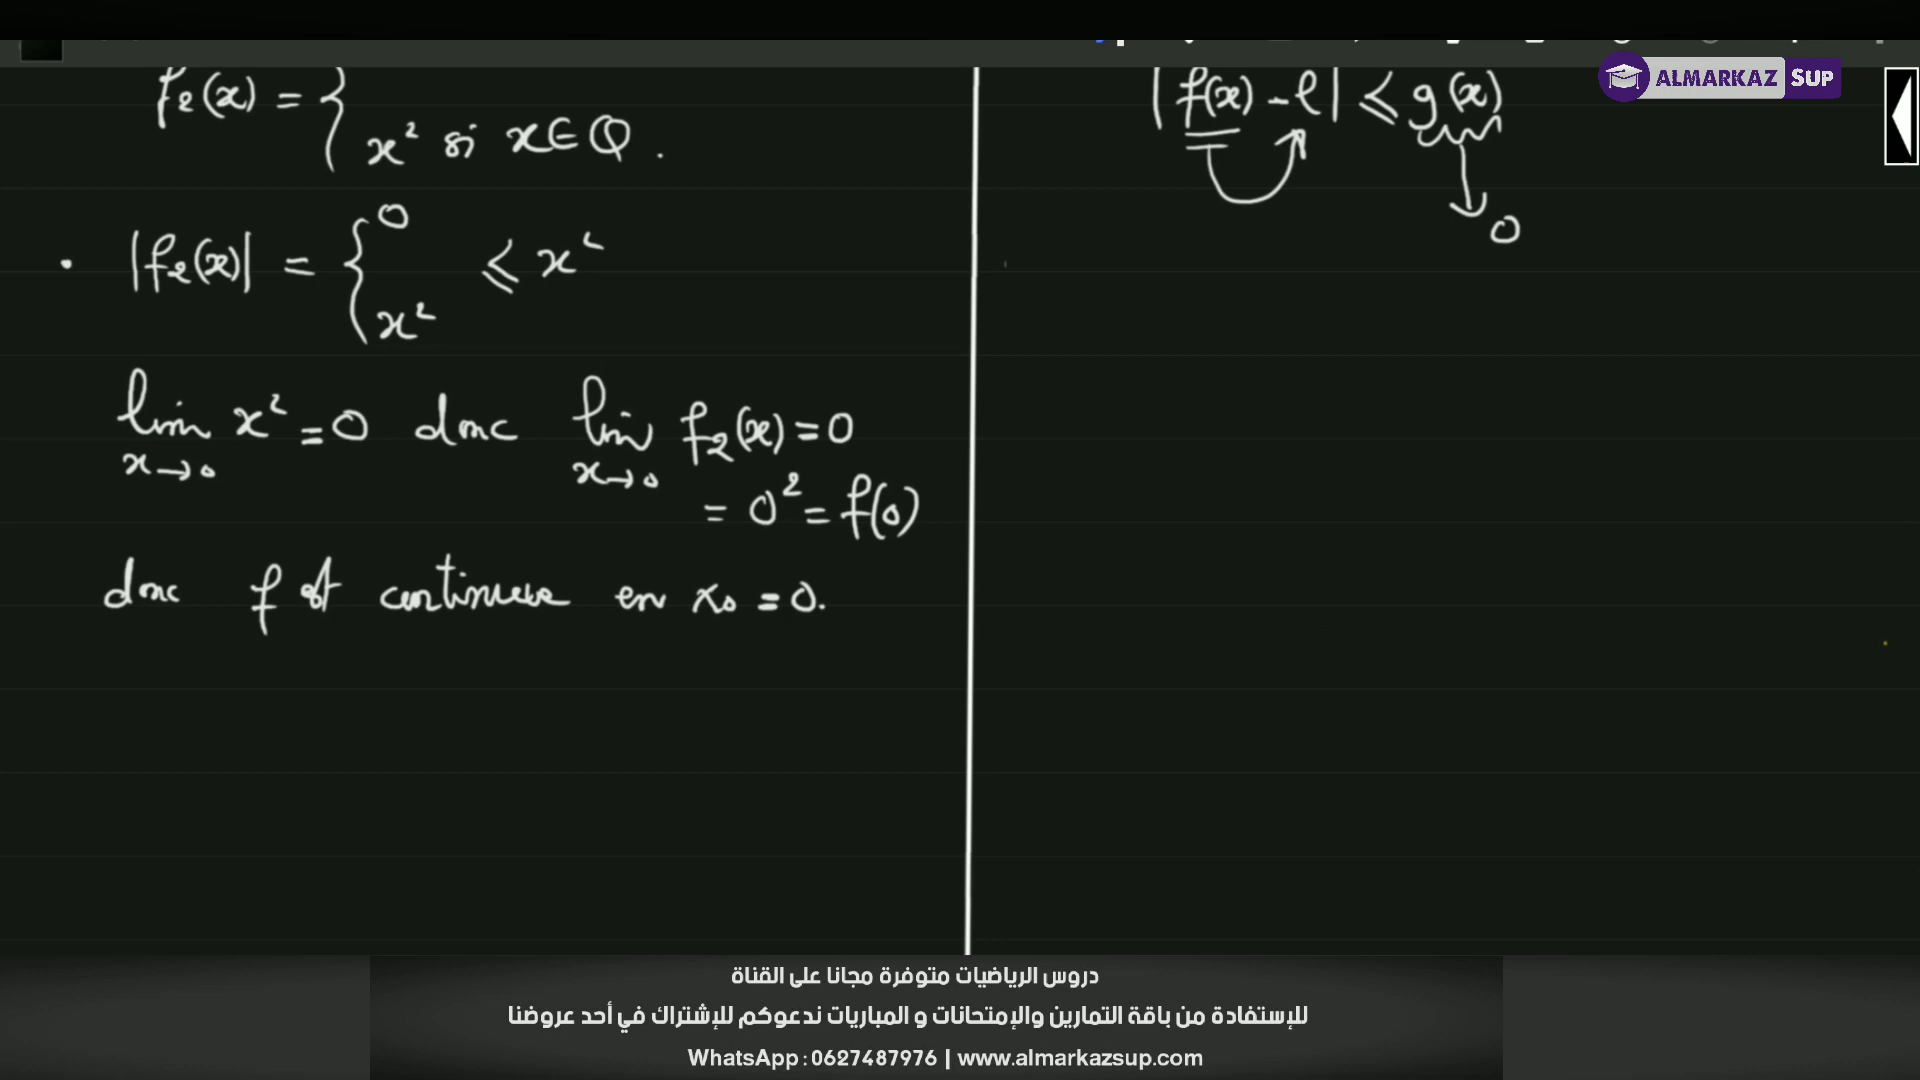 f₂(x) = {
x² si x ∈ Q.
• |f₂(x)| = { 0 ≤ x²
x²
lim x² = 0 donc lim f₂(x) = 0
x→0 x→0
= 0² = f(0)
donc f est continue en x₀ = 0.
|f(x) - l| ≤ g(x)
0
ALMARKAZ SUP
دروس الرياضيات متوفرة مجانا على القناة
للإستفادة من باقة التمارين والإمتحانات و المباريات ندعوكم للإشتراك في أحد عروضنا
WhatsApp : 0627487976 | www.almarkazsup.com